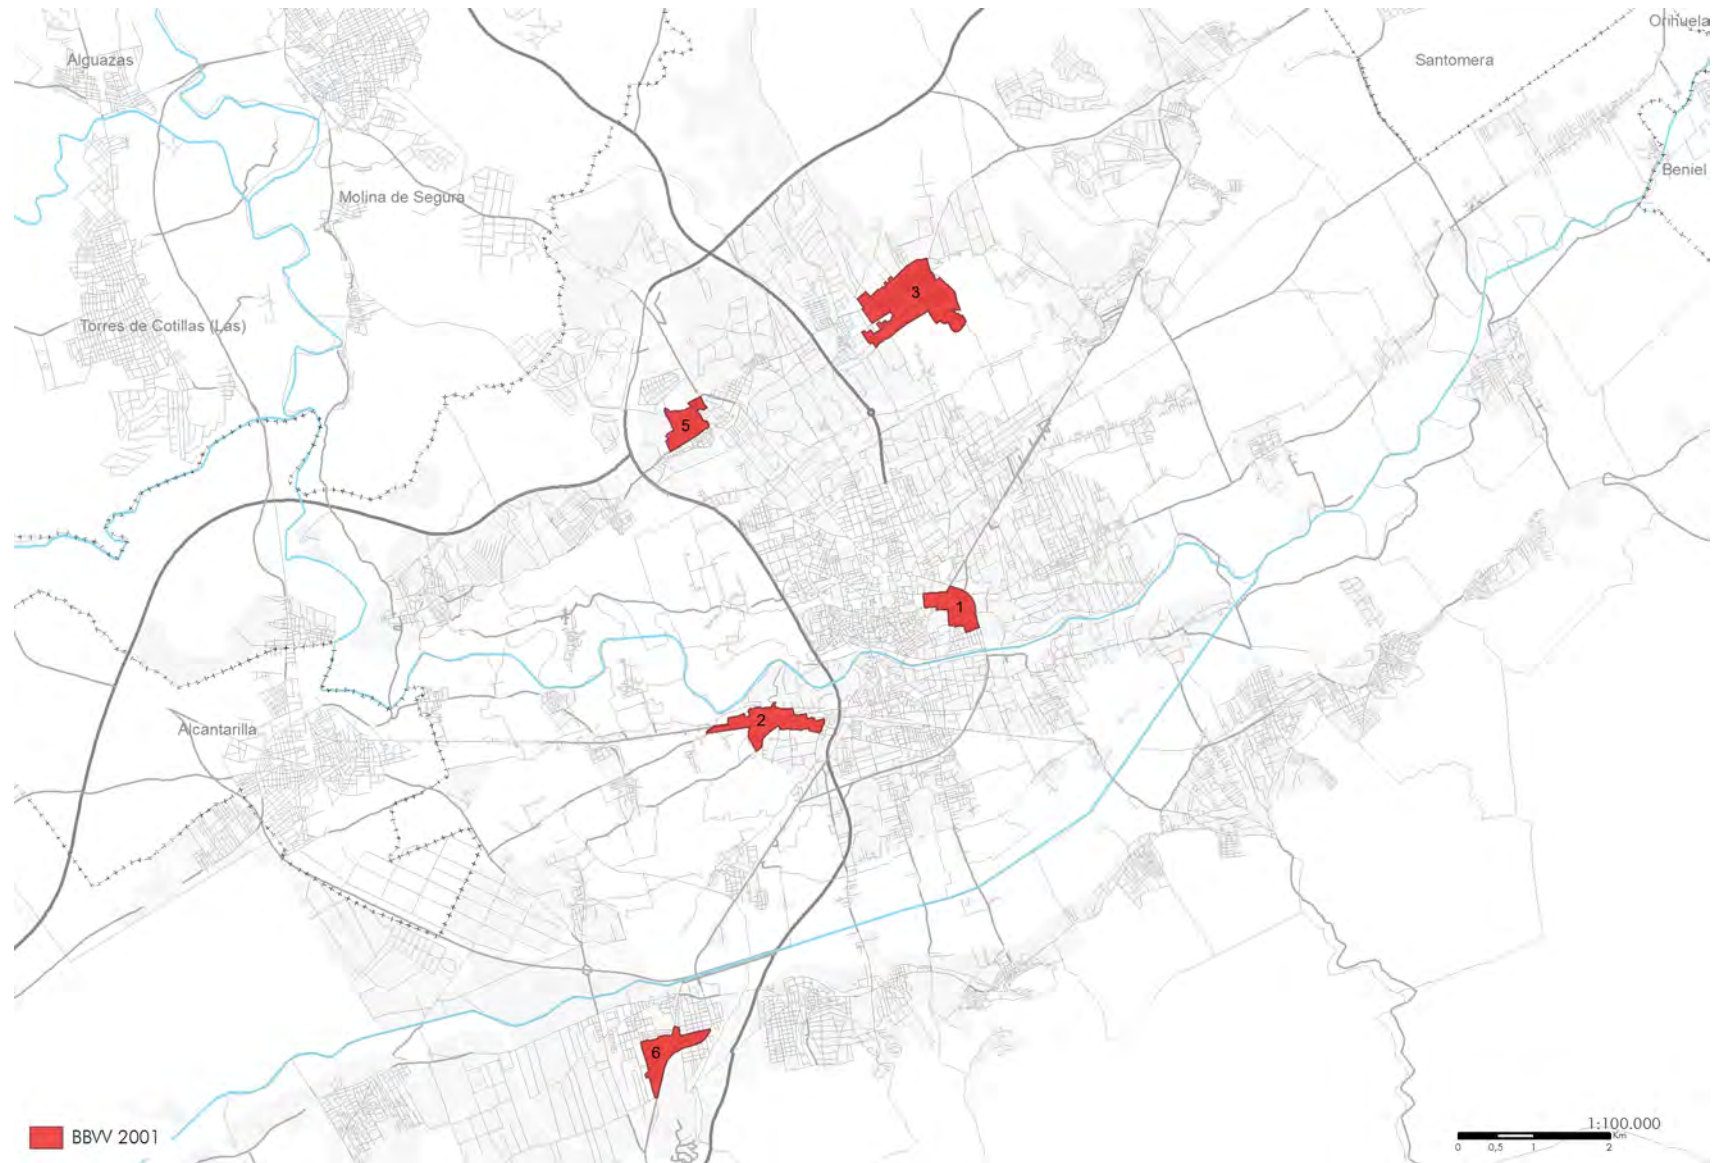 Orihuela
Alguazas
Santomera
Beniel
Molina de Segura
3
Torres de Cotillas (Las)
5
1
2
Alcantarilla
6
BBVV 2001
1:100.000
Km
0 0,5 1 2